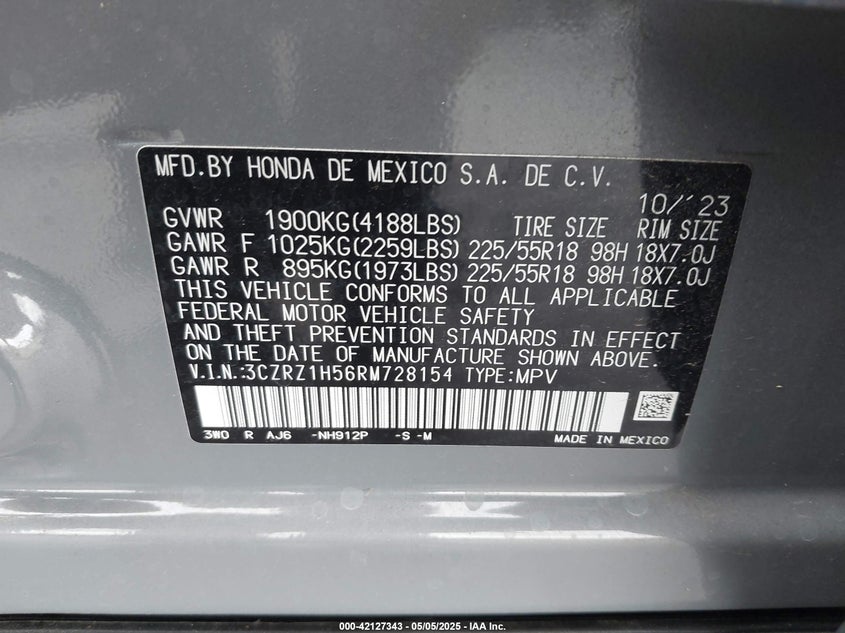 MFD.BY HONDA DE MEXICO S.A. DE C.V.
10/'23
GVWR 1900KG(4188LBS) TIRE SIZE RIM SIZE
GAWR F 1025KG(2259LBS) 225/55R18 98H 18X7.0J
GAWR R 895KG(1973LBS) 225/55R18 98H 18X7.0J
THIS VEHICLE CONFORMS TO ALL APPLICABLE
FEDERAL MOTOR VEHICLE SAFETY
AND THEFT PREVENTION STANDARDS IN EFFECT
ON THE DATE OF MANUFACTURE SHOWN ABOVE.
V.I.N.:3CZRZ1H56RM728154 TYPE:MPV
3W0 R AJ6 -NH912P -S -M MADE IN MEXICO
000-42127343 - 05/05/2025 - IAA Inc.